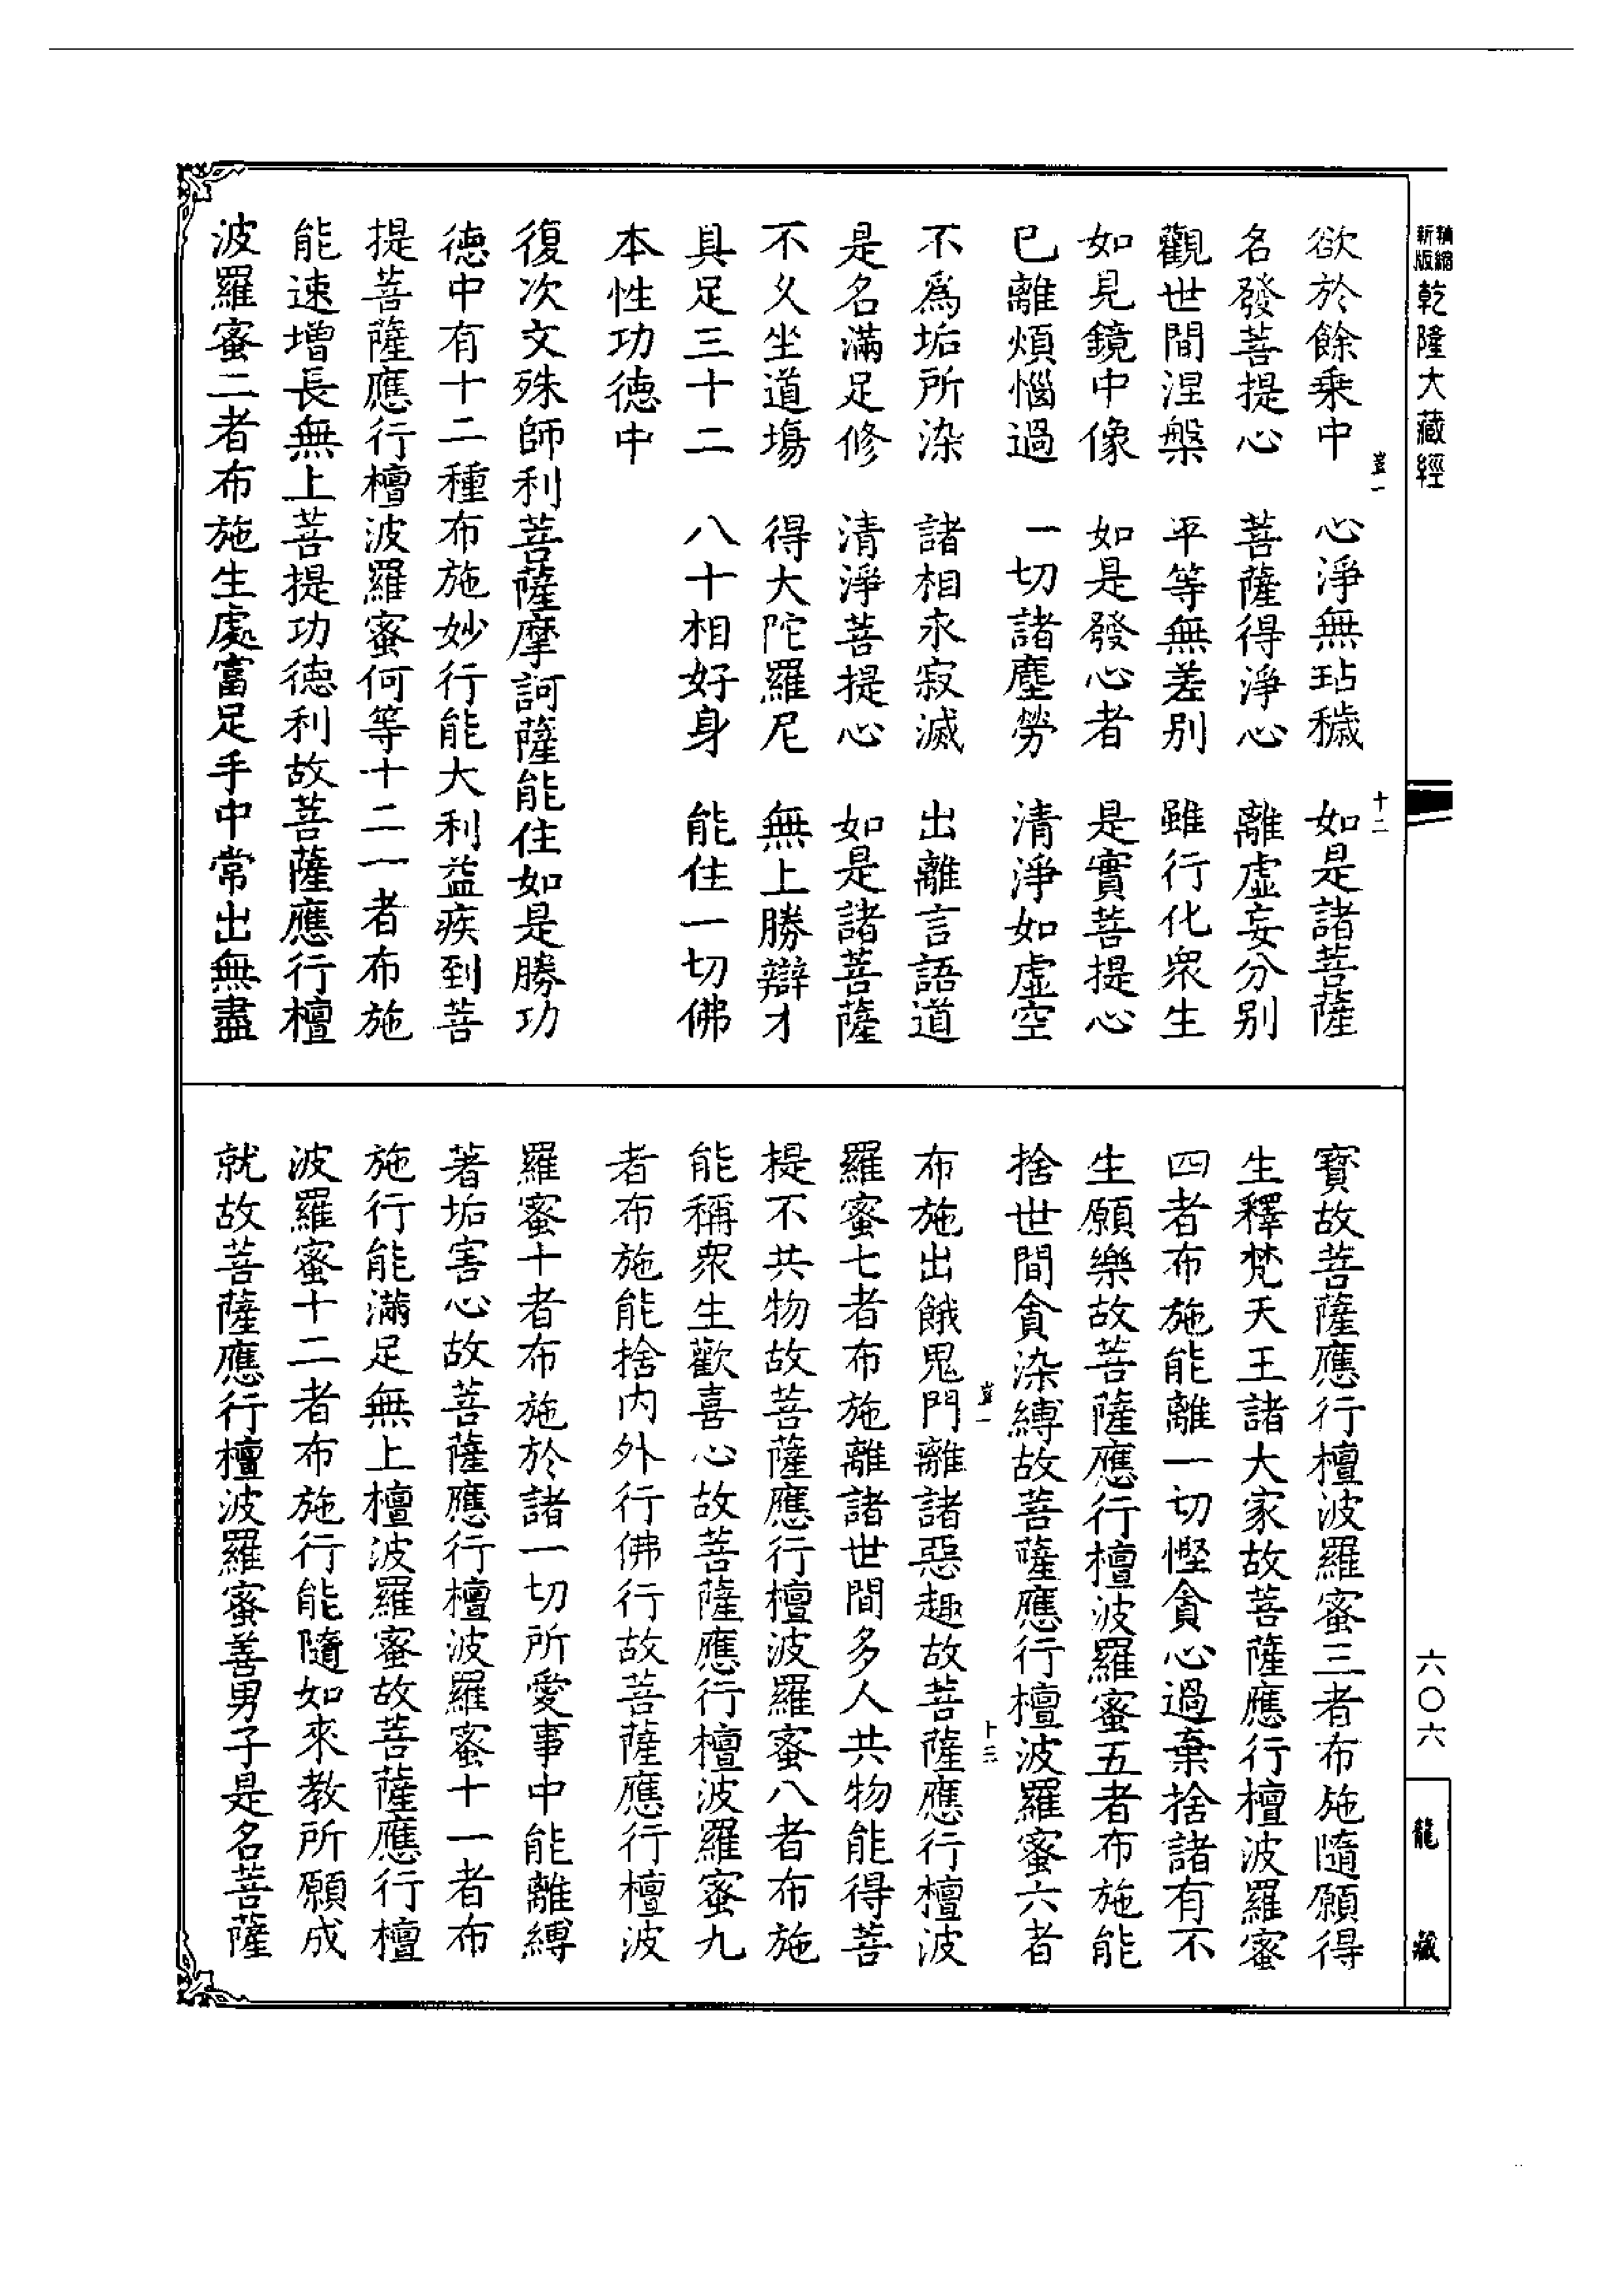 精縮
新版
乾隆大藏經
豈一
十二
欲於餘乘中　心淨無玷穢　如是諸菩薩
名發菩提心　菩薩得淨心　離虛妄分别
觀世間涅槃　平等無差别　雖行化衆生
如見鏡中像　如是發心者　是實菩提心
已離煩惱過　一切諸塵勞　清淨如虛空
不爲垢所染　諸相永寂滅　出離言語道
是名滿足修　清淨菩提心　如是諸菩薩
不久坐道場　得大陀羅尼　無上勝辯才
具足三十二　八十相好身　能住一切佛
本性功德中
復次文殊師利菩薩摩訶薩能住如是勝功
德中有十二種布施妙行能大利益疾到菩
提菩薩應行檀波羅蜜何等十二一者布施
能速增長無上菩提功德利故菩薩應行檀
波羅蜜二者布施生處富足手中常出無盡
寶故菩薩應行檀波羅蜜三者布施隨願得
生釋梵天王諸大家故菩薩應行檀波羅蜜
四者布施能離一切慳貪心過棄捨諸有不
生願樂故菩薩應行檀波羅蜜五者布施能
捨世間貪染縛故菩薩應行檀波羅蜜六者
豈一
十三
布施出餓鬼門離諸惡趣故菩薩應行檀波
羅蜜七者布施離諸世間多人共物能得菩
提不共物故菩薩應行檀波羅蜜八者布施
能稱衆生歡喜心故菩薩應行檀波羅蜜九
者布施能捨内外行佛行故菩薩應行檀波
羅蜜十者布施於諸一切所愛事中能離縛
著垢害心故菩薩應行檀波羅蜜十一者布
施行能滿足無上檀波羅蜜故菩薩應行檀
波羅蜜十二者布施行能隨如來教所願成
就故菩薩應行檀波羅蜜善男子是名菩薩
六〇六
龍藏